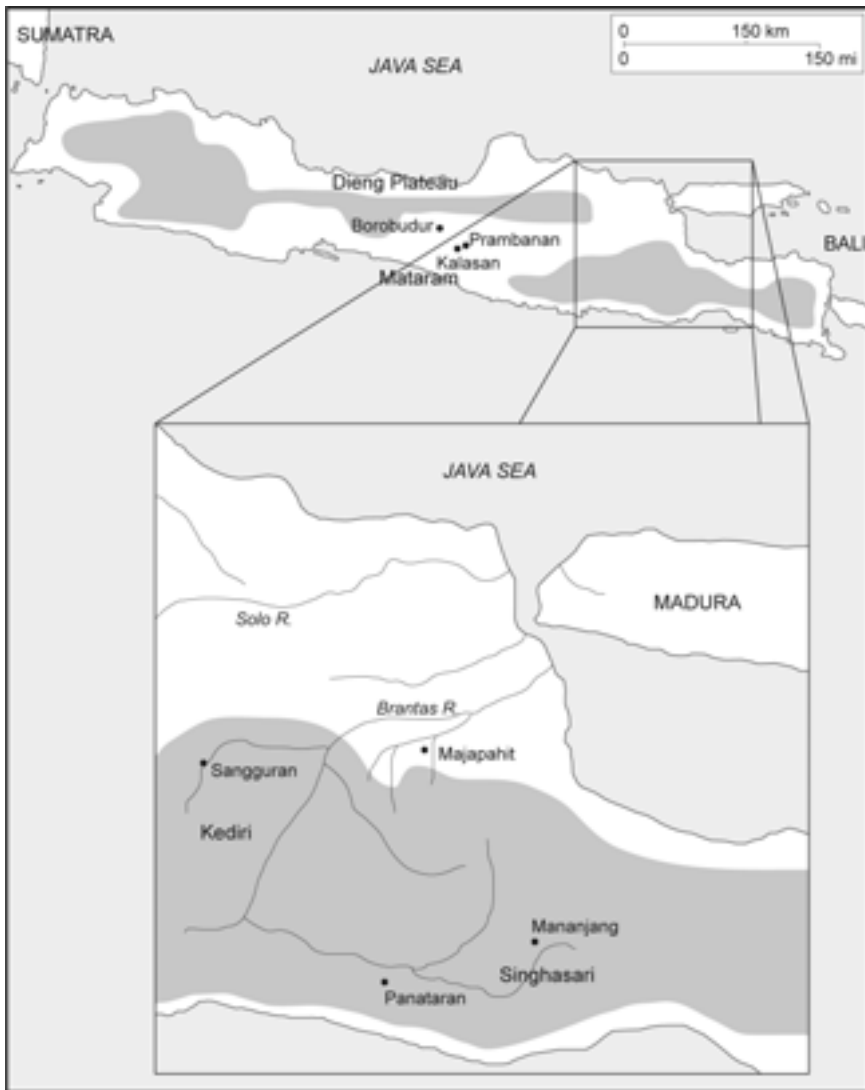 SUMATRA
0 150 km
0 150 mi
JAVA SEA
Dieng Plateau
Borobudur
Prambanan
Kalasan
Mataram
BALI
JAVA SEA
MADURA
Solo R.
Brantas R.
Majapahit
Sangguran
Kediri
Mananjang
Singhasari
Panataran